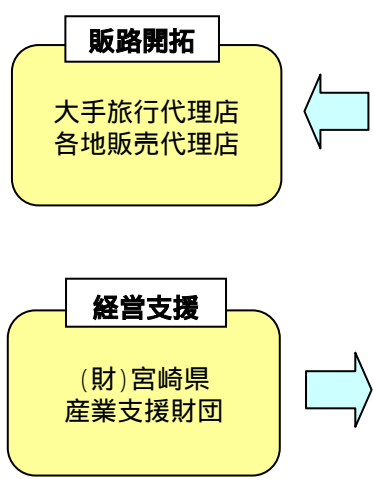 販路開拓
大手旅行代理店
各地販売代理店
経営支援
(財)宮崎県
産業支援財団